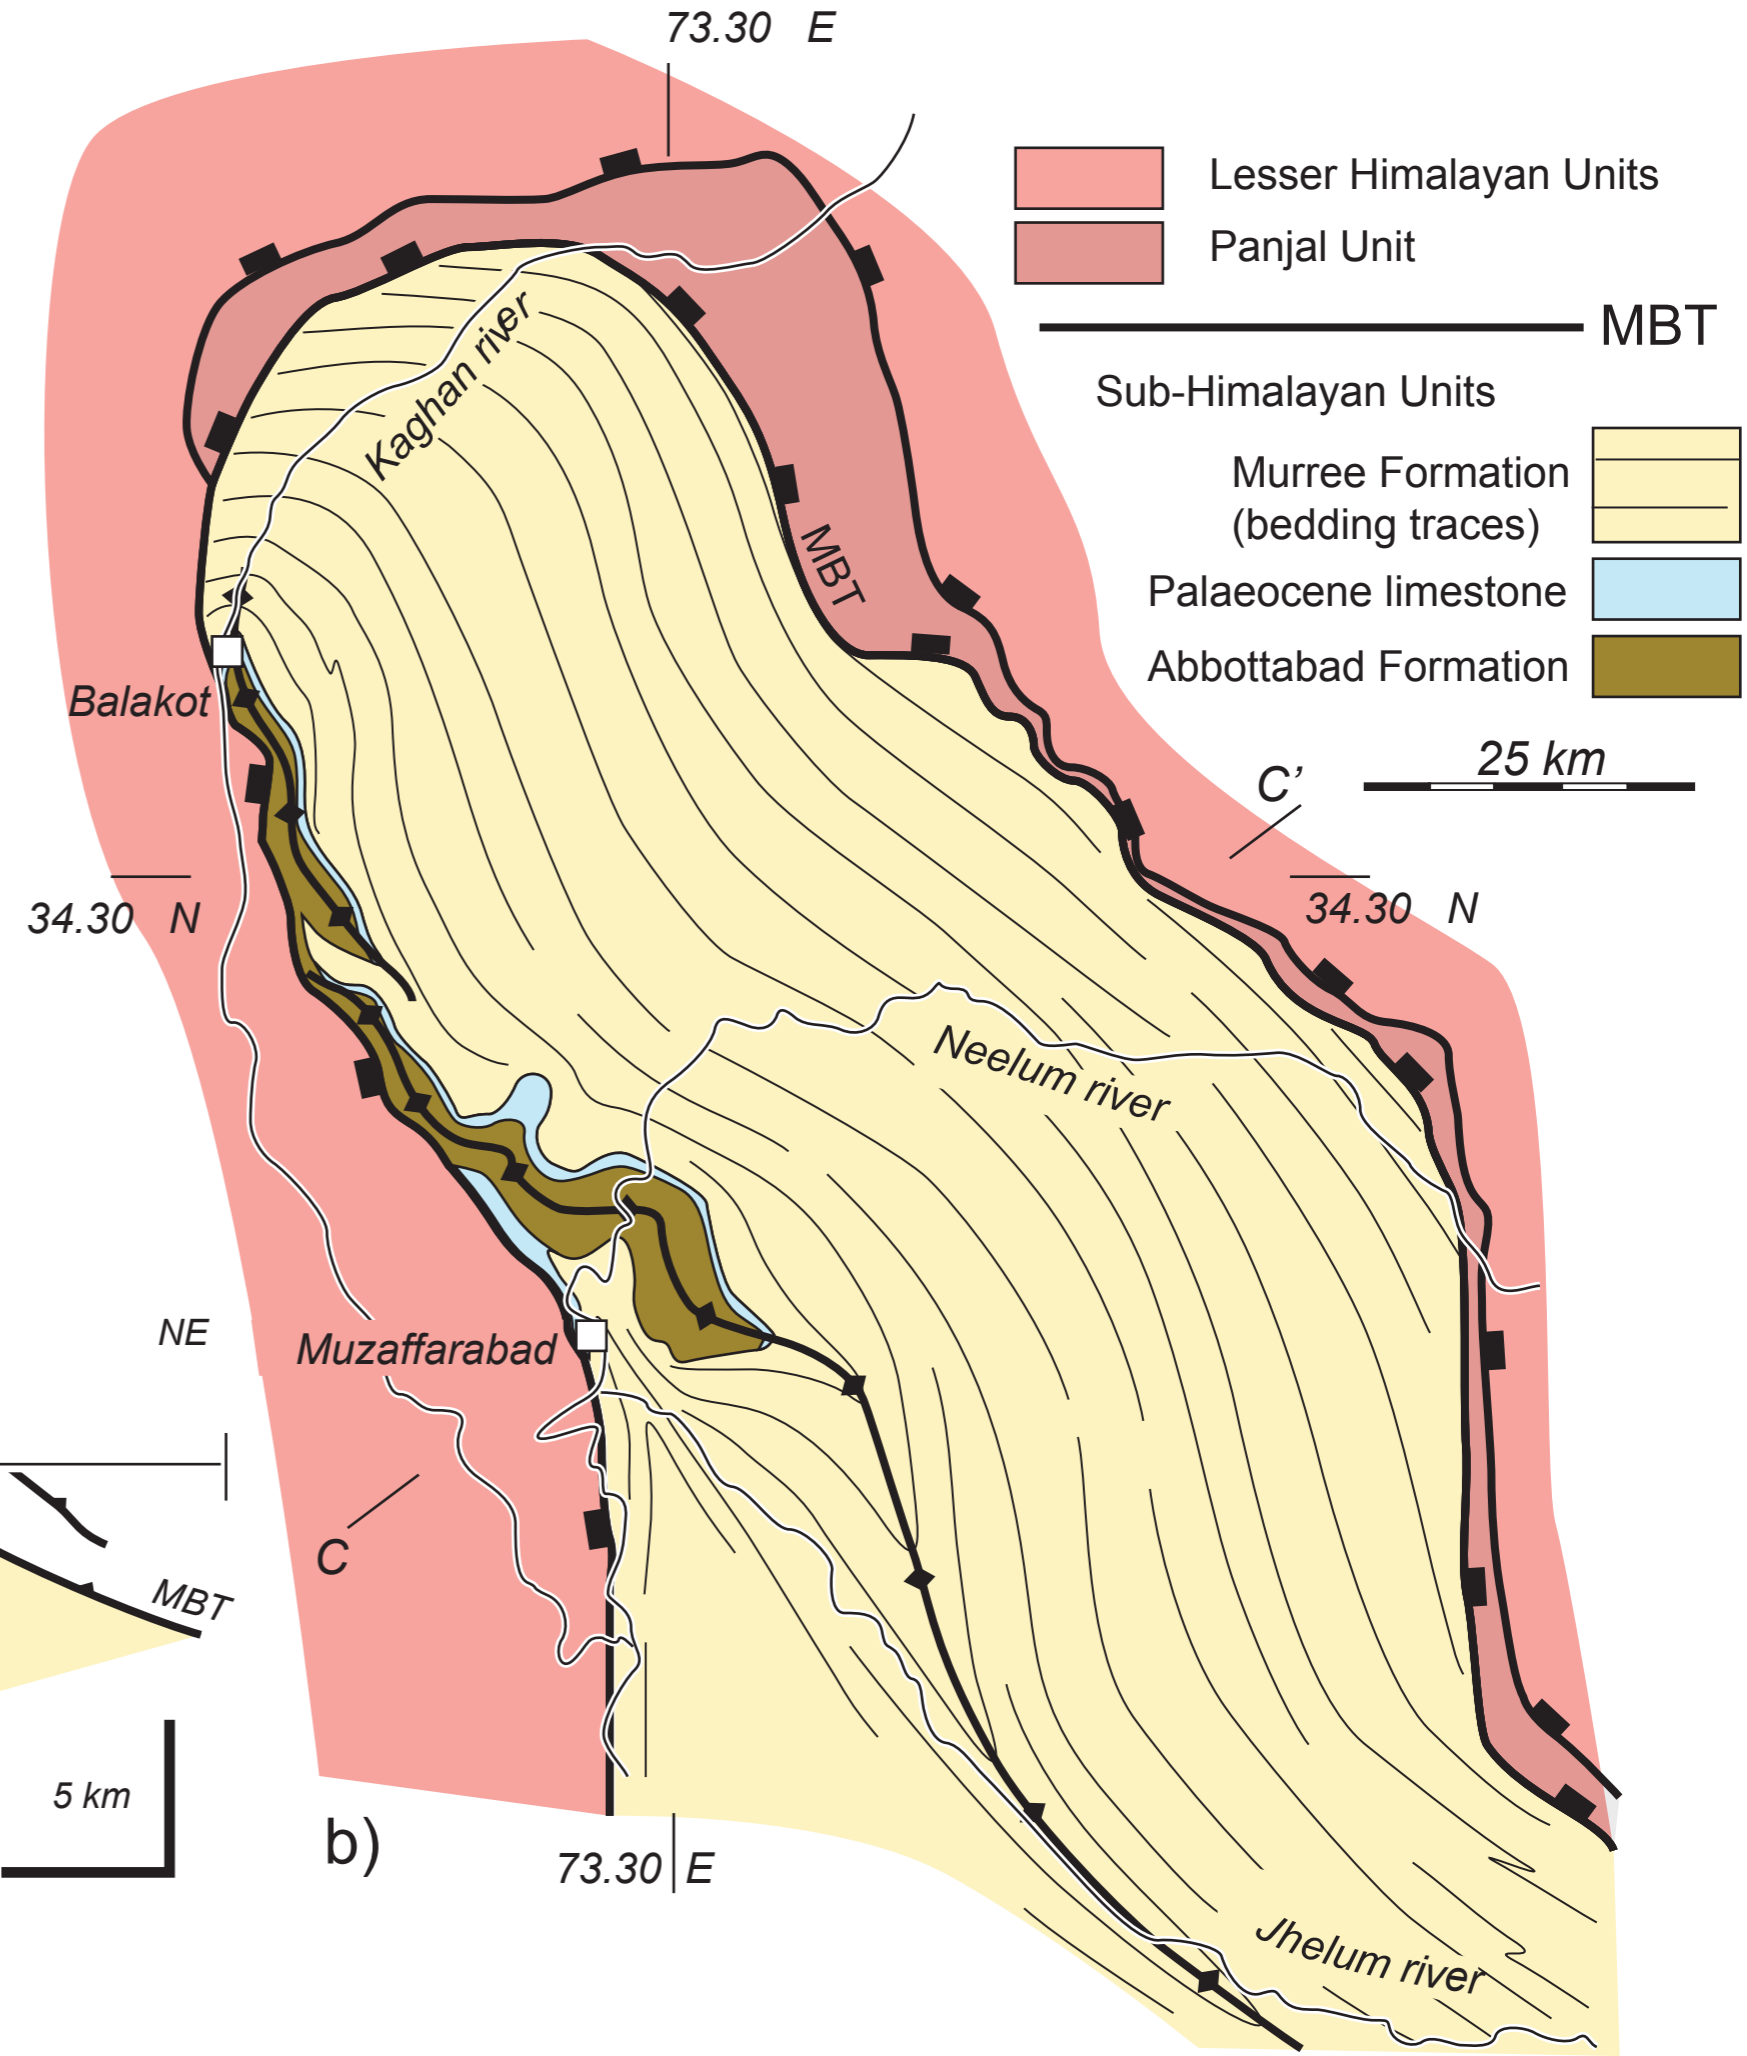 73.30 E
Lesser Himalayan Units
Panjal Unit
MBT
Sub-Himalayan Units
Murree Formation
(bedding traces)
Palaeocene limestone
Abbottabad Formation
25 km
Kaghan river
MBT
Balakot
C’
34.30 N
34.30 N
Neelum river
NE
Muzaffarabad
C
MBT
5 km
b)
73.30 E
Jhelum river